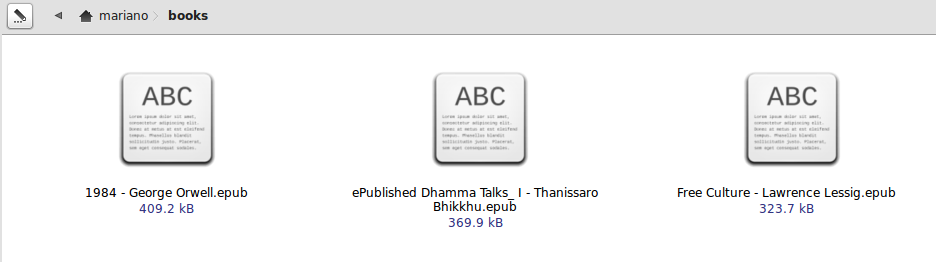 mariano books
ABC ABC ABC
1984 - George Orwell.epub
409.2 kB
ePublished Dhamma Talks_ I - Thanissaro
Bhikkhu.epub
369.9 kB
Free Culture - Lawrence Lessig.epub
323.7 kB